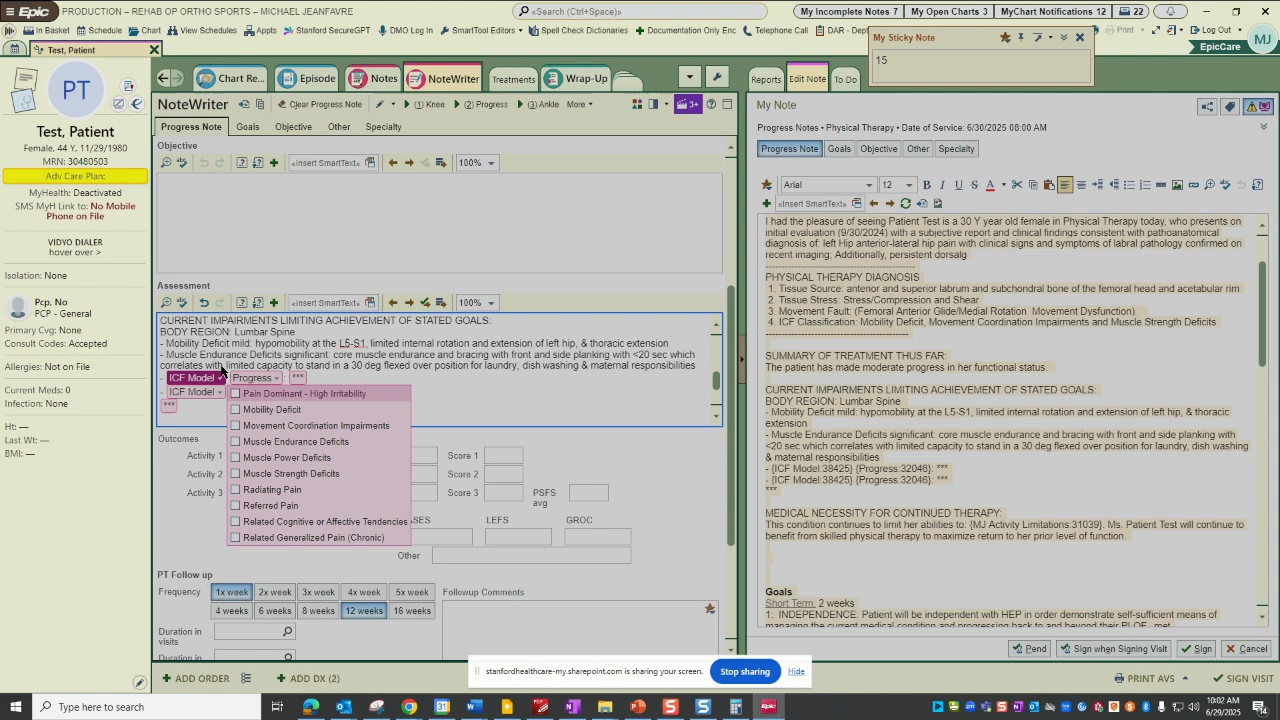 Epic
PRODUCTION – REHAB OP ORTHO SPORTS – MICHAEL JEANFAVRE
«Search (Ctrl+Space)»
My Incomplete Notes 7
My Open Charts 3
MyChart Notifications 12
22
In Basket
Schedule
Chart
View Schedules
Appts
Stanford SecureGPT
DMO Log In
SmartTool Editors
Spell Check Dictionaries
Documentation Only Enc
Telephone Call
Print
Log Out
My Sticky Note
15
MJ
EpicCare
Test, Patient
PT
Test, Patient
Female, 44 Y, 11/29/1980
MRN: 30480503
Adv Care Plan:
MyHealth: Deactivated
SMS MyH Link to: No Mobile
Phone on File
VIDYO DIALER
hover over >
Isolation: None
Pcp, No
Pcp - General
Primary Cvg: None
Consult Codes: Accepted
Allergies: Not on File
Current Meds: 0
Infection: None
Ht: —
Last Wt: —
BMI: —
Chart Re...
Episode
Notes
NoteWriter
Treatments
Wrap-Up
NoteWriter
Clear Progress Note
(1) Knee
(2) Progress
(3) Ankle
More
3+
Progress Note
Goals
Objective
Other
Specialty
Objective
«Insert SmartText»
100%
Assessment
«Insert SmartText»
100%
CURRENT IMPAIRMENTS LIMITING ACHIEVEMENT OF STATED GOALS:
BODY REGION: Lumbar Spine
- Mobility Deficit mild: hypomobility at the L5-S1, limited internal rotation and extension of left hip, & thoracic extension
- Muscle Endurance Deficits significant: core muscle endurance and bracing with front and side planking with <20 sec which
correlates with limited capacity to stand in a 30 deg flexed over position for laundry, dish washing & maternal responsibilities
- ICF Model Progress : ***
- ICF Model
***
Pain Dominant - High Irritability
Mobility Deficit
Movement Coordination Impairments
Muscle Endurance Deficits
Muscle Power Deficits
Muscle Strength Deficits
Radiating Pain
Referred Pain
Related Cognitive or Affective Tendencies
Related Generalized Pain (Chronic)
Outcomes
Activity 1
Score 1
Activity 2
Score 2
Activity 3
Score 3
PSFS
avg
LEFS
GROC
Other
PT Follow up
Frequency
1x week
2x week
3x week
4x week
5x week
4 weeks
6 weeks
8 weeks
12 weeks
16 weeks
Followup Comments
Duration in
visits
Duration in
Reports
Edit Note
To Do
My Note
Progress Notes • Physical Therapy • Date of Service: 6/30/2025 08:00 AM
Progress Note
Goals
Objective
Other
Specialty
Arial
12
«Insert SmartText»
I had the pleasure of seeing Patient Test is a 30 Y year old female in Physical Therapy today, who presents on
initial evaluation (9/30/2024) with a subjective report and clinical findings consistent with pathoanatomical
diagnosis of: left Hip anterior-lateral hip pain with clinical signs and symptoms of labral pathology confirmed on
recent imaging; Additionally, persistent dorsalg
----------------------------------------
PHYSICAL THERAPY DIAGNOSIS
1. Tissue Source: anterior and superior labrum and subchondral bone of the femoral head and acetabular rim
2. Tissue Stress: Stress/Compression and Shear
3. Movement Fault: (Femoral Anterior Glide/Medial Rotation Movement Dysfunction).
4. ICF Classification: Mobility Deficit, Movement Coordination Impairments and Muscle Strength Deficits
----------------------------------------
SUMMARY OF TREATMENT THUS FAR:
The patient has made moderate progress in her functional status.
CURRENT IMPAIRMENTS LIMITING ACHIEVEMENT OF STATED GOALS:
BODY REGION: Lumbar Spine
- Mobility Deficit mild: hypomobility at the L5-S1, limited internal rotation and extension of left hip, & thoracic
extension
- Muscle Endurance Deficits significant: core muscle endurance and bracing with front and side planking with
<20 sec which correlates with limited capacity to stand in a 30 deg flexed over position for laundry, dish washing
& maternal responsibilities
- {ICF Model:38425} {Progress:32046}: ***
- {ICF Model:38425} {Progress:32046}: ***
***
MEDICAL NECESSITY FOR CONTINUED THERAPY:
This condition continues to limit her abilities to: {MJ Activity Limitations:31039}. Ms. Patient Test will continue to
benefit from skilled physical therapy to maximize return to her prior level of function.
Goals
Short Term: 2 weeks
1: INDEPENDENCE: Patient will be independent with HEP in order demonstrate self-sufficient means of
managing the current medical condition and progressing back to and beyond their PLOF met
Pend
Sign when Signing Visit
Sign
Cancel
stanfordhealthcare-my.sharepoint.com is sharing your screen.
Stop sharing
Hide
ADD ORDER
ADD DX (2)
PRINT AVS
SIGN VISIT
Type here to search
10:02 AM
6/29/2025